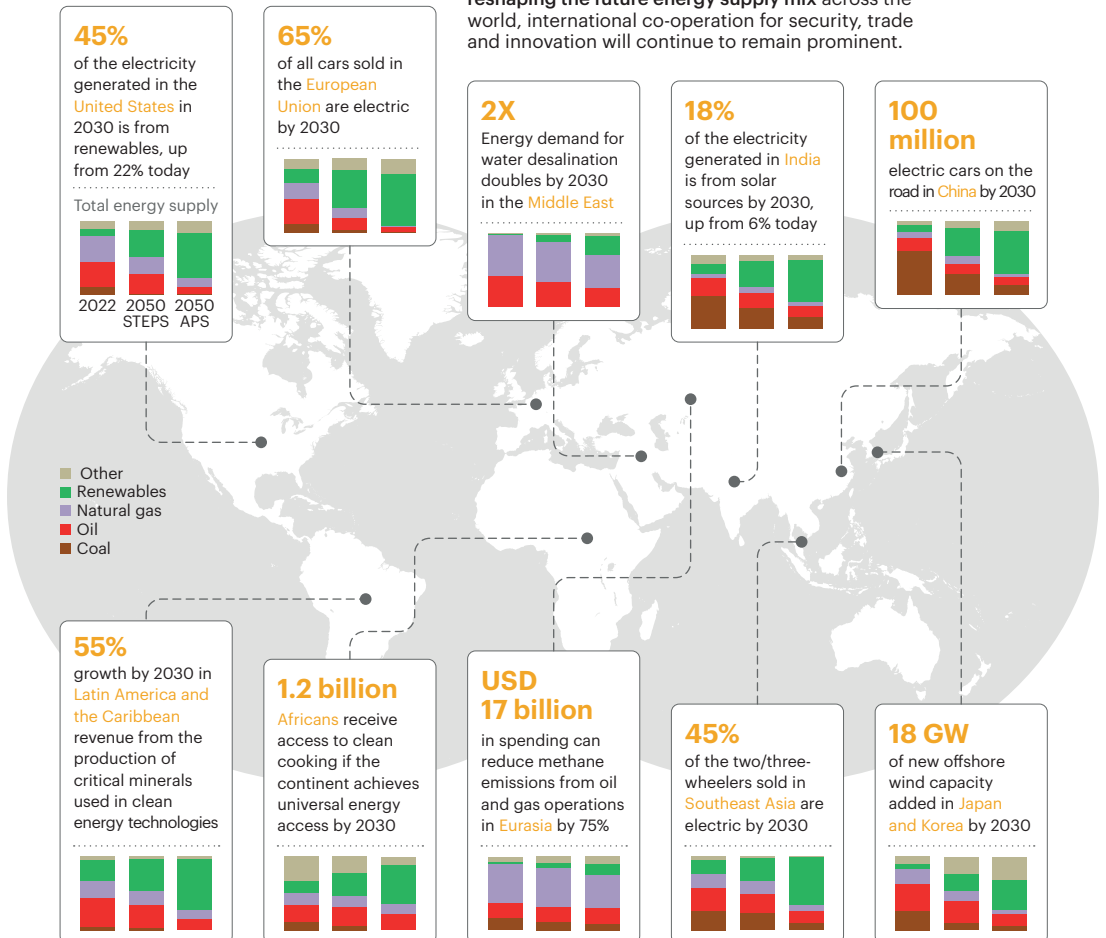 reshaping the future energy supply mix across the
world, international co-operation for security, trade
and innovation will continue to remain prominent.
45%
of the electricity
generated in the
United States in
2030 is from
renewables, up
from 22% today
Total energy supply
2022 2050 2050
STEPS APS
65%
of all cars sold in
the European
Union are electric
by 2030
2X
Energy demand for
water desalination
doubles by 2030
in the Middle East
18%
of the electricity
generated in India
is from solar
sources by 2030,
up from 6% today
100
million
electric cars on the
road in China by 2030
Other
Renewables
Natural gas
Oil
Coal
55%
growth by 2030 in
Latin America and
the Caribbean
revenue from the
production of
critical minerals
used in clean
energy technologies
1.2 billion
Africans receive
access to clean
cooking if the
continent achieves
universal energy
access by 2030
USD
17 billion
in spending can
reduce methane
emissions from oil
and gas operations
in Eurasia by 75%
45%
of the two/three-
wheelers sold in
Southeast Asia are
electric by 2030
18 GW
of new offshore
wind capacity
added in Japan
and Korea by 2030